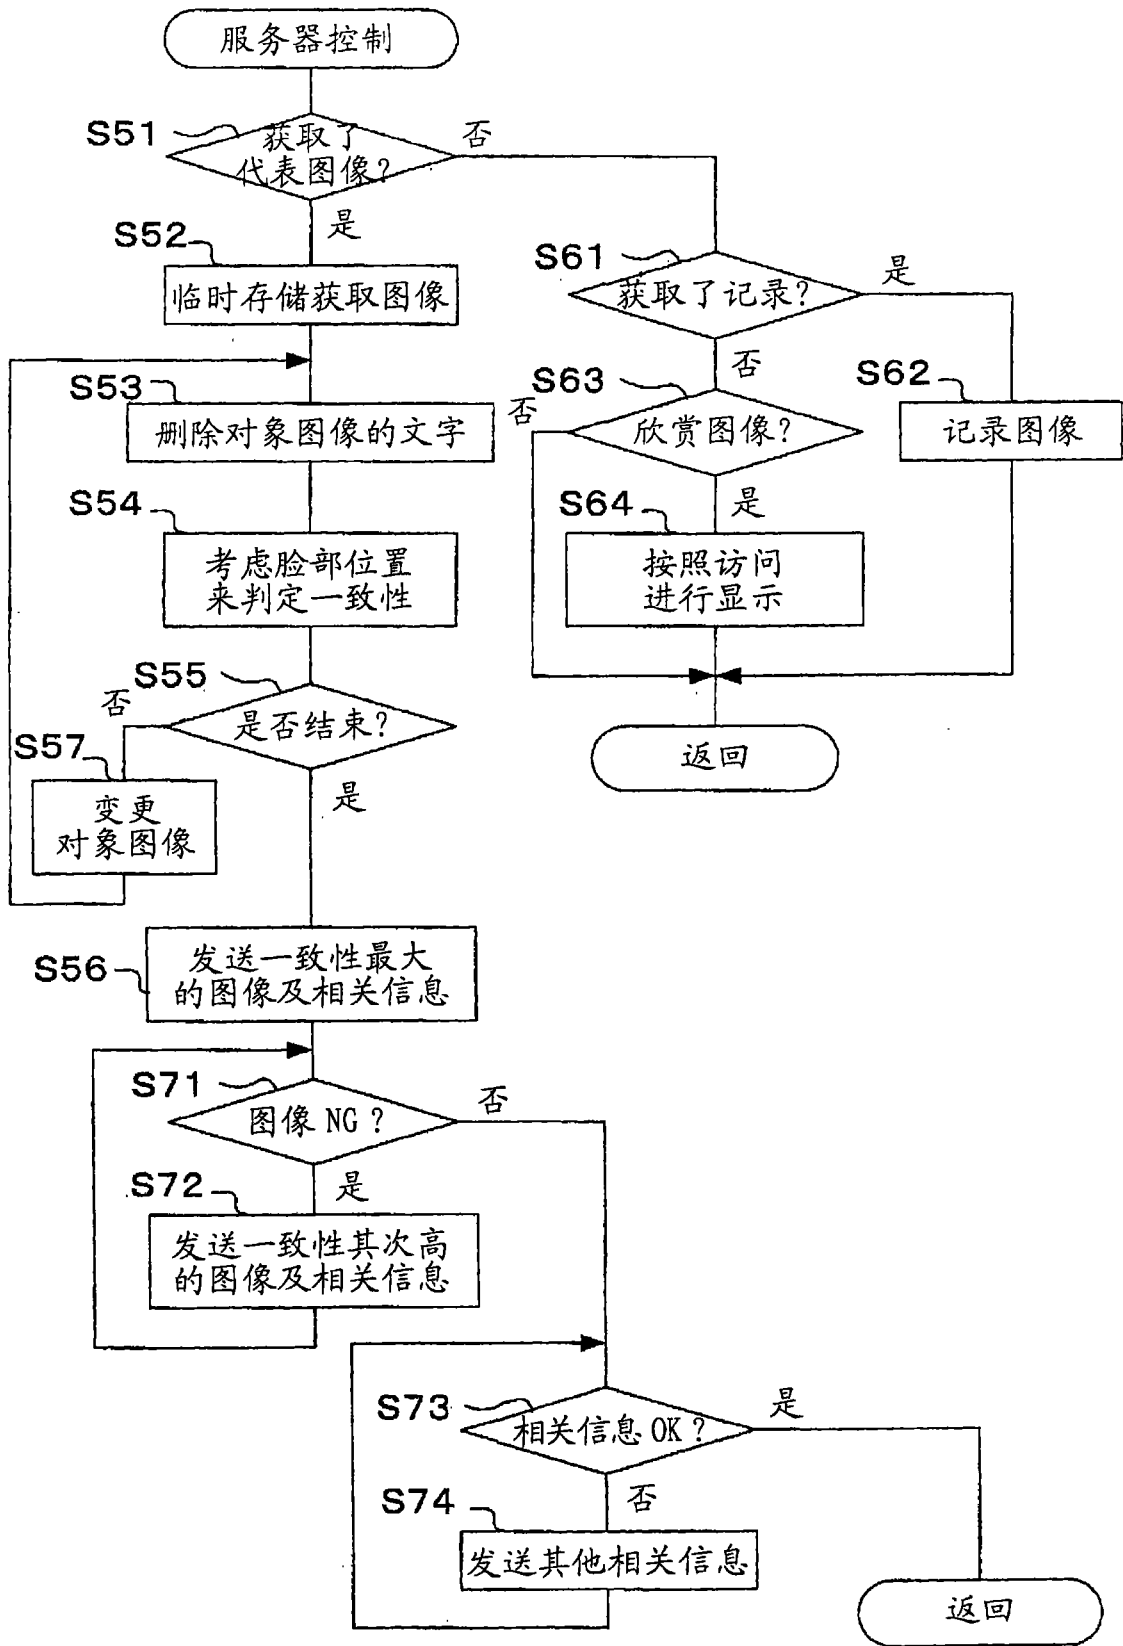 服务器控制
S51
获取了
代表图像?
否
是
S52
临时存储获取图像
S61
获取了记录?
是
否
S53
删除对象图像的文字
S63
欣赏图像?
否
是
S62
记录图像
S54
考虑脸部位置
来判定一致性
S64
按照访问
进行显示
S55
是否结束?
否
是
返回
S57
变更
对象图像
S56
发送一致性最大
的图像及相关信息
S71
图像 NG ?
否
是
S72
发送一致性其次高
的图像及相关信息
S73
相关信息 OK ?
是
否
S74
发送其他相关信息
返回